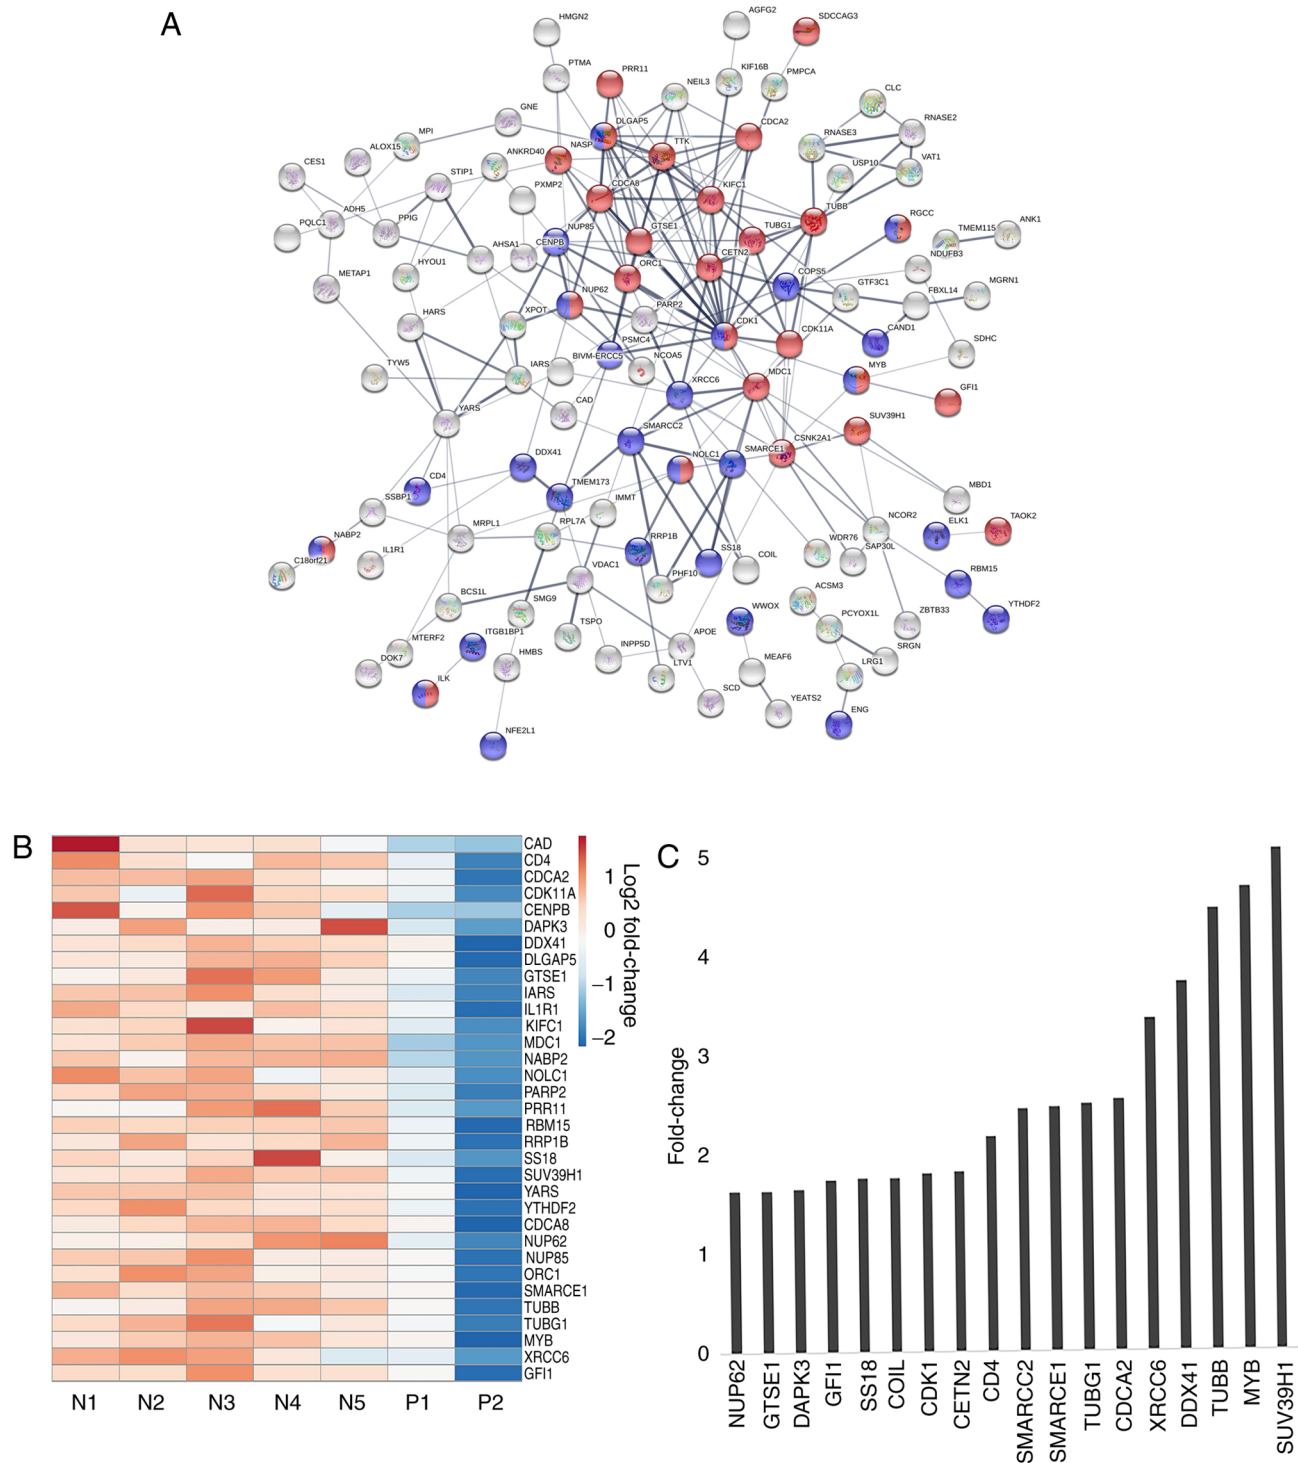 A
HMGN2
AGFG2
SDCCAG3
PTMA
PRR11
NEIL3
KIF16B
PMPCA
CLC
GNE
DLGAP5
CDCA2
RNASE2
MPI
NASP
TTK
RNASE3
ALOX15
ANKRD40
USP10
VAT1
CES1
STIP1
PXMP2
CDCA8
KIFC1
TUBB
PQLC1
ADH5
PPIG
NUP85
GTSE1
TUBG1
RGCC
TMEM115
ANK1
AHSA1
CENPB
CETN2
NDUFB3
METAP1
HYOU1
ORC1
COPS5
GTF3C1
FBXL14
MGRN1
NUP62
PARP2
HARS
XPOT
CDK1
CDK11A
CAND1
PSMC4
SDHC
TYW5
IARS
BIVM-ERCC5
NCOA5
MDC1
MYB
XRCC6
GFI1
YARS
CAD
SMARCC2
SUV39H1
CSNK2A1
DDX41
NOLC1
SMARCE1
CD4
TMEM173
SSBP1
IMMT
MBD1
NABP2
MRPL1
RPL7A
NCOR2
ELK1
TAOK2
C18orf21
IL1R1
RRP1B
SS18
COIL
WDR76
SAP30L
VDAC1
PHF10
RBM15
BCS1L
SMG9
WWOX
ACSM3
YTHDF2
PCYOX1L
ZBTB33
MTERF2
ITGB1BP1
TSPO
APOE
SRGN
DOK7
HMBS
INPP5D
LTV1
MEAF6
LRG1
ILK
SCD
YEATS2
ENG
NFE2L1
B
CAD
CD4
CDCA2
CDK11A
CENPB
DAPK3
DDX41
DLGAP5
GTSE1
IARS
IL1R1
KIFC1
MDC1
NABP2
NOLC1
PARP2
PRR11
RBM15
RRP1B
SS18
SUV39H1
YARS
YTHDF2
CDCA8
NUP62
NUP85
ORC1
SMARCE1
TUBB
TUBG1
MYB
XRCC6
GFI1
N1 N2 N3 N4 N5 P1 P2
1
0
−1
−2
Log2 fold-change
C
5
4
3
2
1
0
Fold-change
NUP62
GTSE1
DAPK3
GFI1
SS18
COIL
CDK1
CETN2
CD4
SMARCC2
SMARCE1
TUBG1
CDCA2
XRCC6
DDX41
TUBB
MYB
SUV39H1